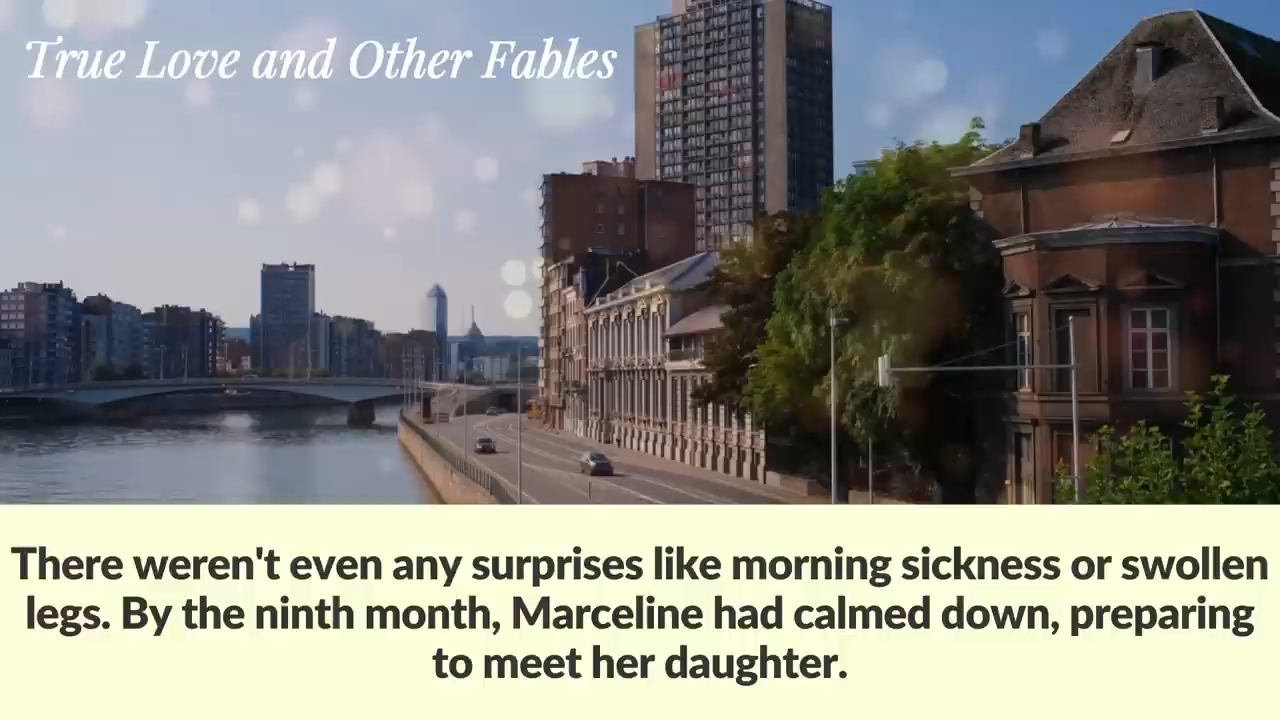 True Love and Other Fables
There weren't even any surprises like morning sickness or swollen
legs. By the ninth month, Marceline had calmed down, preparing
to meet her daughter.